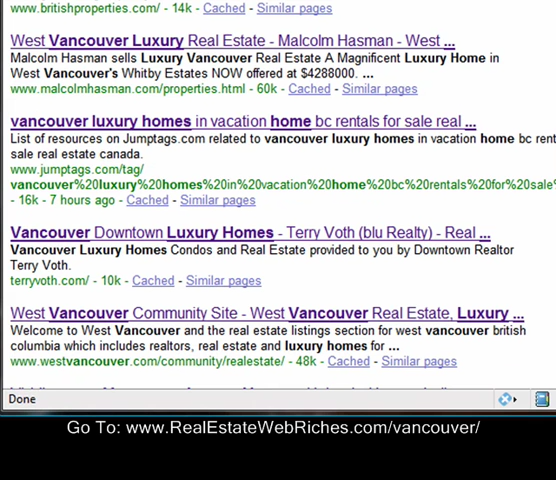 www.britishproperties.com/ - 14k - Cached - Similar pages
West Vancouver Luxury Real Estate - Malcolm Hasman - West ...
Malcolm Hasman sells Luxury Vancouver Real Estate A Magnificent Luxury Home in
West Vancouver's Whitby Estates NOW offered at $4288000. ...
www.malcolmhasman.com/properties.html - 60k - Cached - Similar pages
vancouver luxury homes in vacation home bc rentals for sale real ...
List of resources on Jumptags.com related to vancouver luxury homes in vacation home bc rent
sale real estate canada.
www.jumptags.com/tag/
vancouver%20luxury%20homes%20in%20vacation%20home%20bc%20rentals%20for%20sale%
- 16k - 7 hours ago - Cached - Similar pages
Vancouver Downtown Luxury Homes - Terry Voth (blu Realty) - Real ...
Vancouver Luxury Homes Condos and Real Estate provided to you by Downtown Realtor
Terry Voth.
terryvoth.com/ - 10k - Cached - Similar pages
West Vancouver Community Site - West Vancouver Real Estate, Luxury ...
Welcome to West Vancouver and the real estate listings section for west vancouver british
columbia which includes realtors, real estate and luxury homes for ...
www.westvancouver.com/community/realestate/ - 48k - Cached - Similar pages
Done
Go To: www.RealEstateWebRiches.com/vancouver/